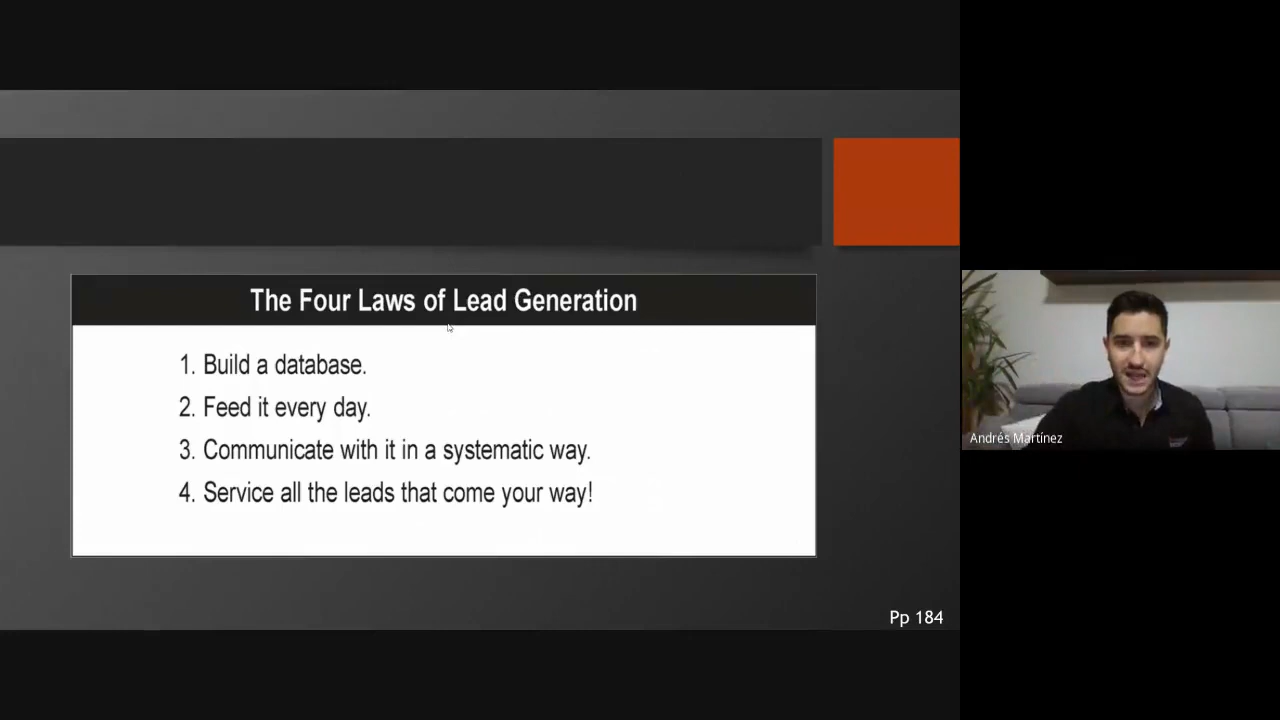 The Four Laws of Lead Generation
1. Build a database.
2. Feed it every day.
3. Communicate with it in a systematic way.
4. Service all the leads that come your way!
Pp 184
Andrés Martínez